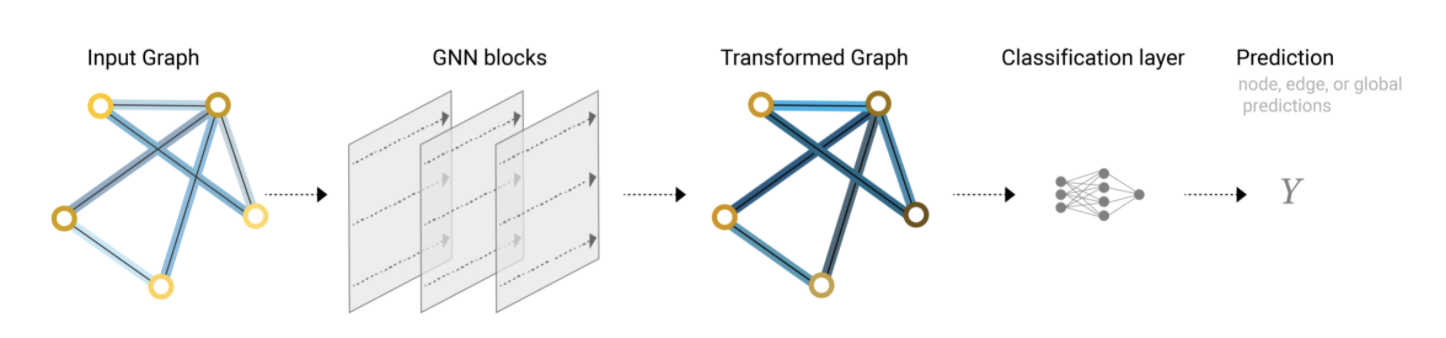 Input Graph
GNN blocks
Transformed Graph
Classification layer
Prediction
node, edge, or global
predictions
Y